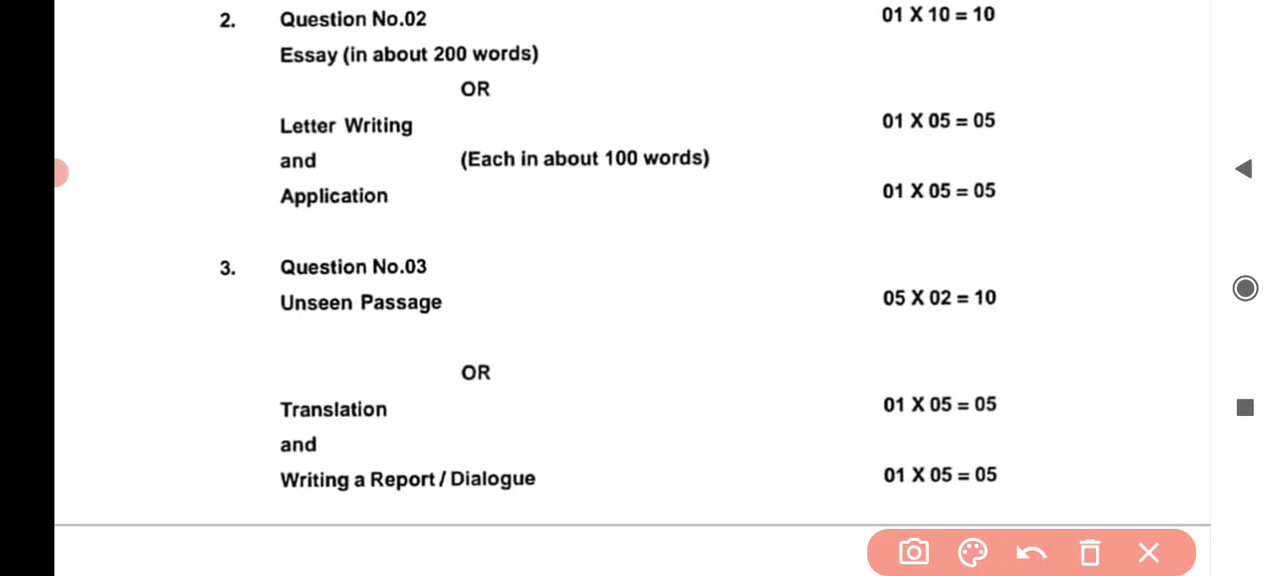 2. Question No.02 01 X 10 = 10
Essay (in about 200 words)
OR
Letter Writing 01 X 05 = 05
and (Each in about 100 words)
Application 01 X 05 = 05
3. Question No.03
Unseen Passage 05 X 02 = 10
OR
Translation 01 X 05 = 05
and
Writing a Report / Dialogue 01 X 05 = 05